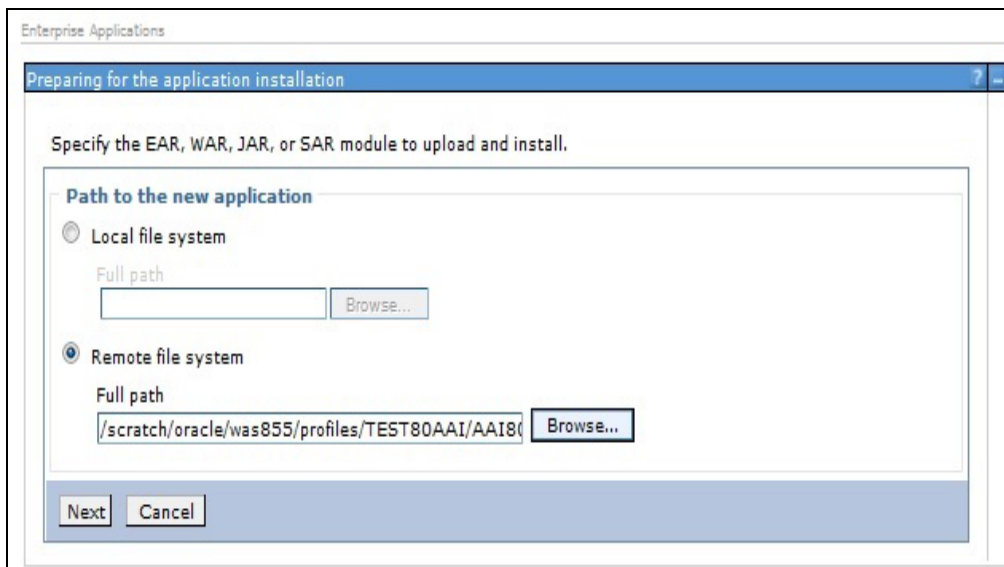 Enterprise Applications
Preparing for the application installation ? -
Specify the EAR, WAR, JAR, or SAR module to upload and install.
Path to the new application
Local file system
Full path
Browse...
Remote file system
Full path
/scratch/oracle/was855/profiles/TEST80AAI/AAI80 Browse...
Next Cancel